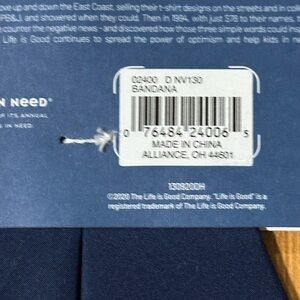 ove up and down the East Coast, selling their t-shirt designs on the streets and in colle
PB&J, and showered when they could. Then in 1994, with just $78 to their names,
counter the negative news - and discovered how those three simple words could ins
Life is Good continues to spread the power of optimism and help kids in ne
N NEED®
OF ITS ANNUAL
S IN NEED.
02400 D NV130
BANDANA
0 76484 24006 5
MADE IN CHINA
ALLIANCE, OH 44601
130920DH
©2020 The Life is Good Company. "Life is Good" is a
registered trademark of The Life is Good Company.